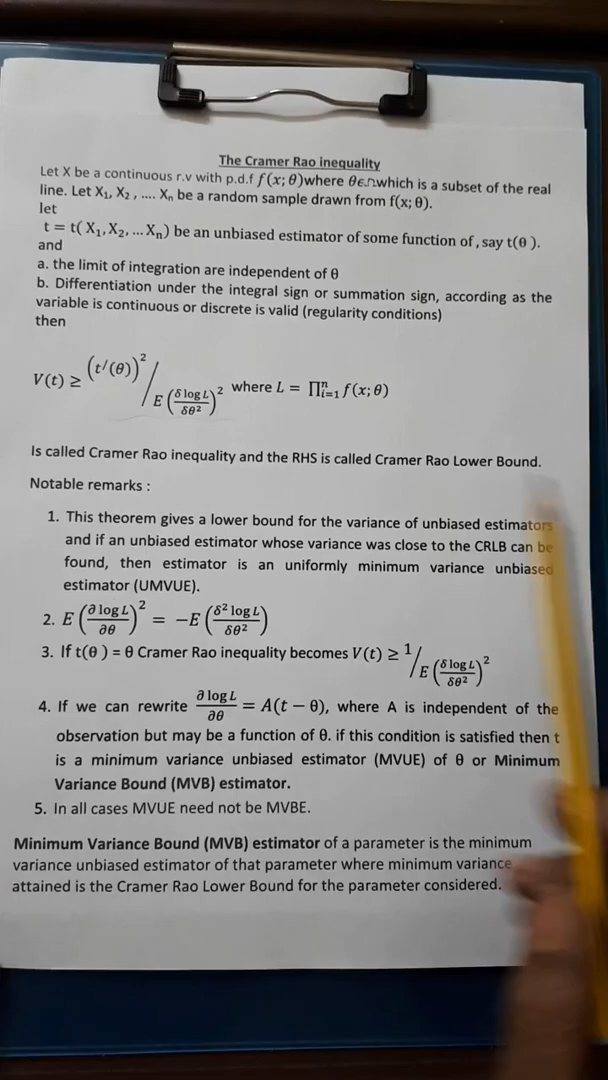 The Cramer Rao inequality
Let X be a continuous r.v with p.d.f f(x; θ)where θϵΩwhich is a subset of the real
line. Let X₁, X₂ , .... Xₙ be a random sample drawn from f(x; θ).
let
t = t( X₁, X₂, ... Xₙ) be an unbiased estimator of some function of , say t(θ ).
and
a. the limit of integration are independent of θ
b. Differentiation under the integral sign or summation sign, according as the
variable is continuous or discrete is valid (regularity conditions)
then
V(t) ≥ (t′(θ))² / E (δ log L / δθ²)² where L = ∏ⁿᵢ₌₁ f(x; θ)
Is called Cramer Rao inequality and the RHS is called Cramer Rao Lower Bound.
Notable remarks :
1. This theorem gives a lower bound for the variance of unbiased estimators
and if an unbiased estimator whose variance was close to the CRLB can be
found, then estimator is an uniformly minimum variance unbiased
estimator (UMVUE).
2. E (∂ log L / ∂θ)² = −E (δ² log L / δθ²)
3. If t(θ ) = θ Cramer Rao inequality becomes V(t) ≥ 1 / E (δ log L / δθ²)²
4. If we can rewrite ∂ log L / ∂θ = A(t − θ), where A is independent of the
observation but may be a function of θ. if this condition is satisfied then t
is a minimum variance unbiased estimator (MVUE) of θ or Minimum
Variance Bound (MVB) estimator.
5. In all cases MVUE need not be MVBE.
Minimum Variance Bound (MVB) estimator of a parameter is the minimum
variance unbiased estimator of that parameter where minimum variance
attained is the Cramer Rao Lower Bound for the parameter considered.